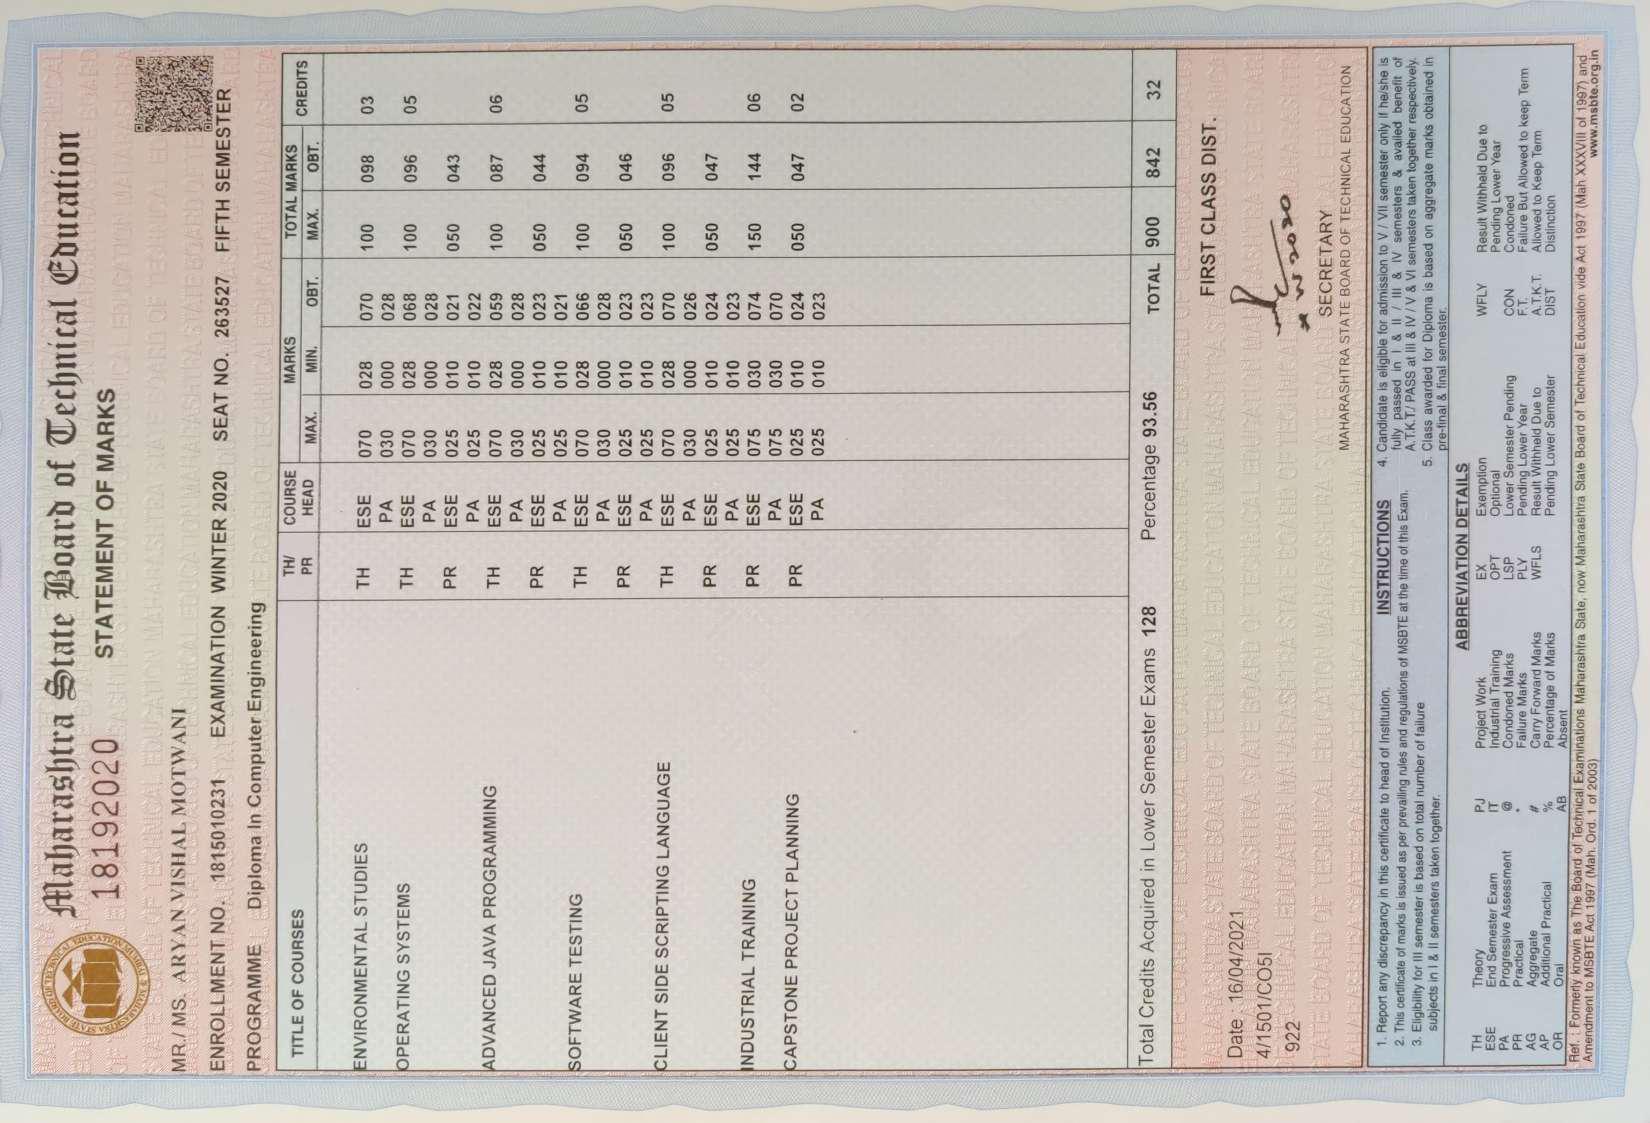 Maharashtra State Board of Technical Education
18192020 STATEMENT OF MARKS
MR./ MS. ARYAN VISHAL MOTWANI
ENROLLMENT NO. 1815010231 EXAMINATION WINTER 2020 SEAT NO. 263527 FIFTH SEMESTER
PROGRAMME Diploma In Computer Engineering
TITLE OF COURSES TH/ PR COURSE HEAD MARKS TOTAL MARKS CREDITS
MAX. MIN. OBT. MAX. OBT.
ENVIRONMENTAL STUDIES TH ESE 070 028 070 100 098 03
PA 030 000 028
OPERATING SYSTEMS TH ESE 070 028 068 100 096 05
PA 030 000 028
PR ESE 025 010 021 050 043
PA 025 010 022
ADVANCED JAVA PROGRAMMING TH ESE 070 028 059 100 087 06
PA 030 000 028
PR ESE 025 010 023 050 044
PA 025 010 021
SOFTWARE TESTING TH ESE 070 028 066 100 094 05
PA 030 000 028
PR ESE 025 010 023 050 046
PA 025 010 023
CLIENT SIDE SCRIPTING LANGUAGE TH ESE 070 028 070 100 096 05
PA 030 000 026
PR ESE 025 010 024 050 047
PA 025 010 023
INDUSTRIAL TRAINING PR ESE 075 030 074 150 144 06
PA 075 030 070
CAPSTONE PROJECT PLANNING PR ESE 025 010 024 050 047 02
PA 025 010 023
Total Credits Acquired in Lower Semester Exams 128 Percentage 93.56 TOTAL 900 842 32
FIRST CLASS DIST.
Date : 16/04/2021
4/1501/CO5I
922
W 2020
SECRETARY
MAHARASHTRA STATE BOARD OF TECHNICAL EDUCATION
INSTRUCTIONS
1. Report any discrepancy in this certificate to head of Institution.
2. This certificate of marks is issued as per prevailing rules and regulations of MSBTE at the time of this Exam.
3. Eligibility for III semester is based on total number of failure
subjects in I & II semesters taken together.
4. Candidate is eligible for admission to V / VII semester only if he/she is
fully passed in I & II / III & IV semesters & availed benefit of
A.T.K.T./ PASS at III & IV / V & VI semesters taken together respectively.
5. Class awarded for Diploma is based on aggregate marks obtained in
pre-final & final semester.
ABBREVIATION DETAILS
TH Theory PJ Project Work EX Exemption WFLY Result Withheld Due to
ESE End Semester Exam IT Industrial Training OPT Optional Pending Lower Year
PA Progressive Assessment @ Condoned Marks LSP Lower Semester Pending CON Condoned
PR Practical * Failure Marks PLY Pending Lower Year F.T. Failure But Allowed to keep Term
AG Aggregate # Carry Forward Marks WFLS Result Withheld Due to A.T.K.T. Allowed to Keep Term
AP Additional Practical % Percentage of Marks Pending Lower Semester DIST Distinction
OR Oral AB Absent
Ref. : Formerly known as The Board of Technical Examinations Maharashtra State, now Maharashtra State Board of Technical Education vide Act 1997 (Mah XXXVIII of 1997) and
Amendment to MSBTE Act 1997 (Mah. Ord. 1 of 2003) www.msbte.org.in